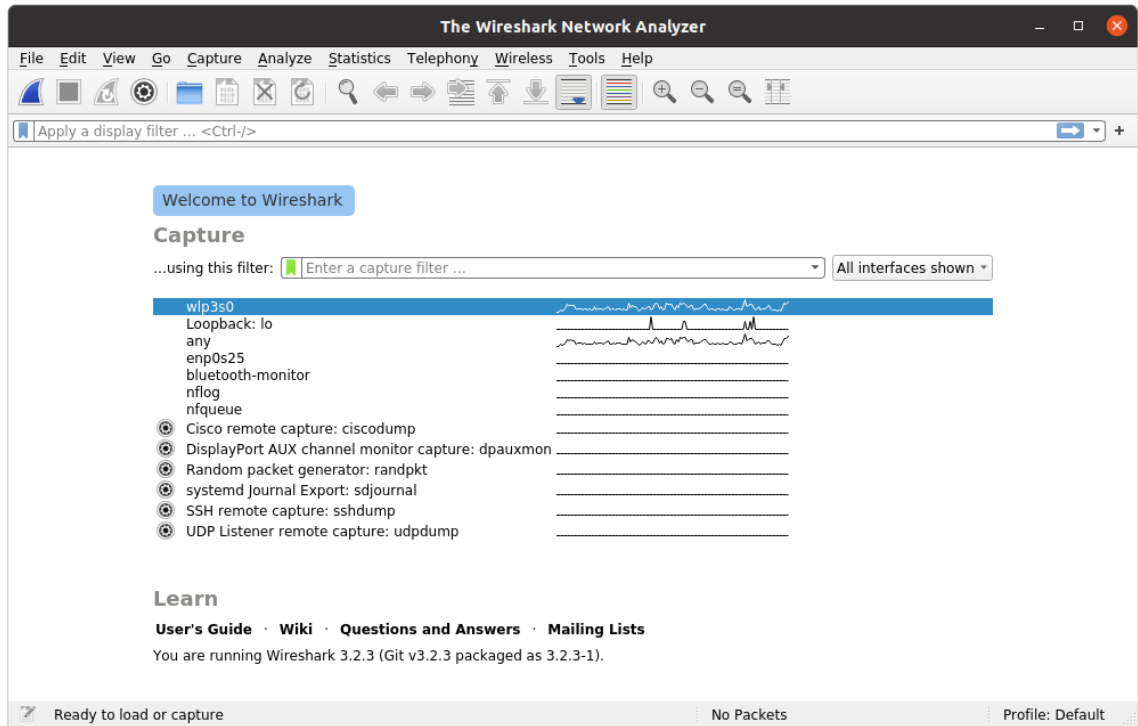 The Wireshark Network Analyzer
File Edit View Go Capture Analyze Statistics Telephony Wireless Tools Help
Apply a display filter ... <Ctrl-/>
+
Welcome to Wireshark
Capture
...using this filter: Enter a capture filter ... All interfaces shown
wlp3s0
Loopback: lo
any
enp0s25
bluetooth-monitor
nflog
nfqueue
Cisco remote capture: ciscodump
DisplayPort AUX channel monitor capture: dpauxmon
Random packet generator: randpkt
systemd Journal Export: sdjournal
SSH remote capture: sshdump
UDP Listener remote capture: udpdump
Learn
User's Guide · Wiki · Questions and Answers · Mailing Lists
You are running Wireshark 3.2.3 (Git v3.2.3 packaged as 3.2.3-1).
Ready to load or capture No Packets Profile: Default